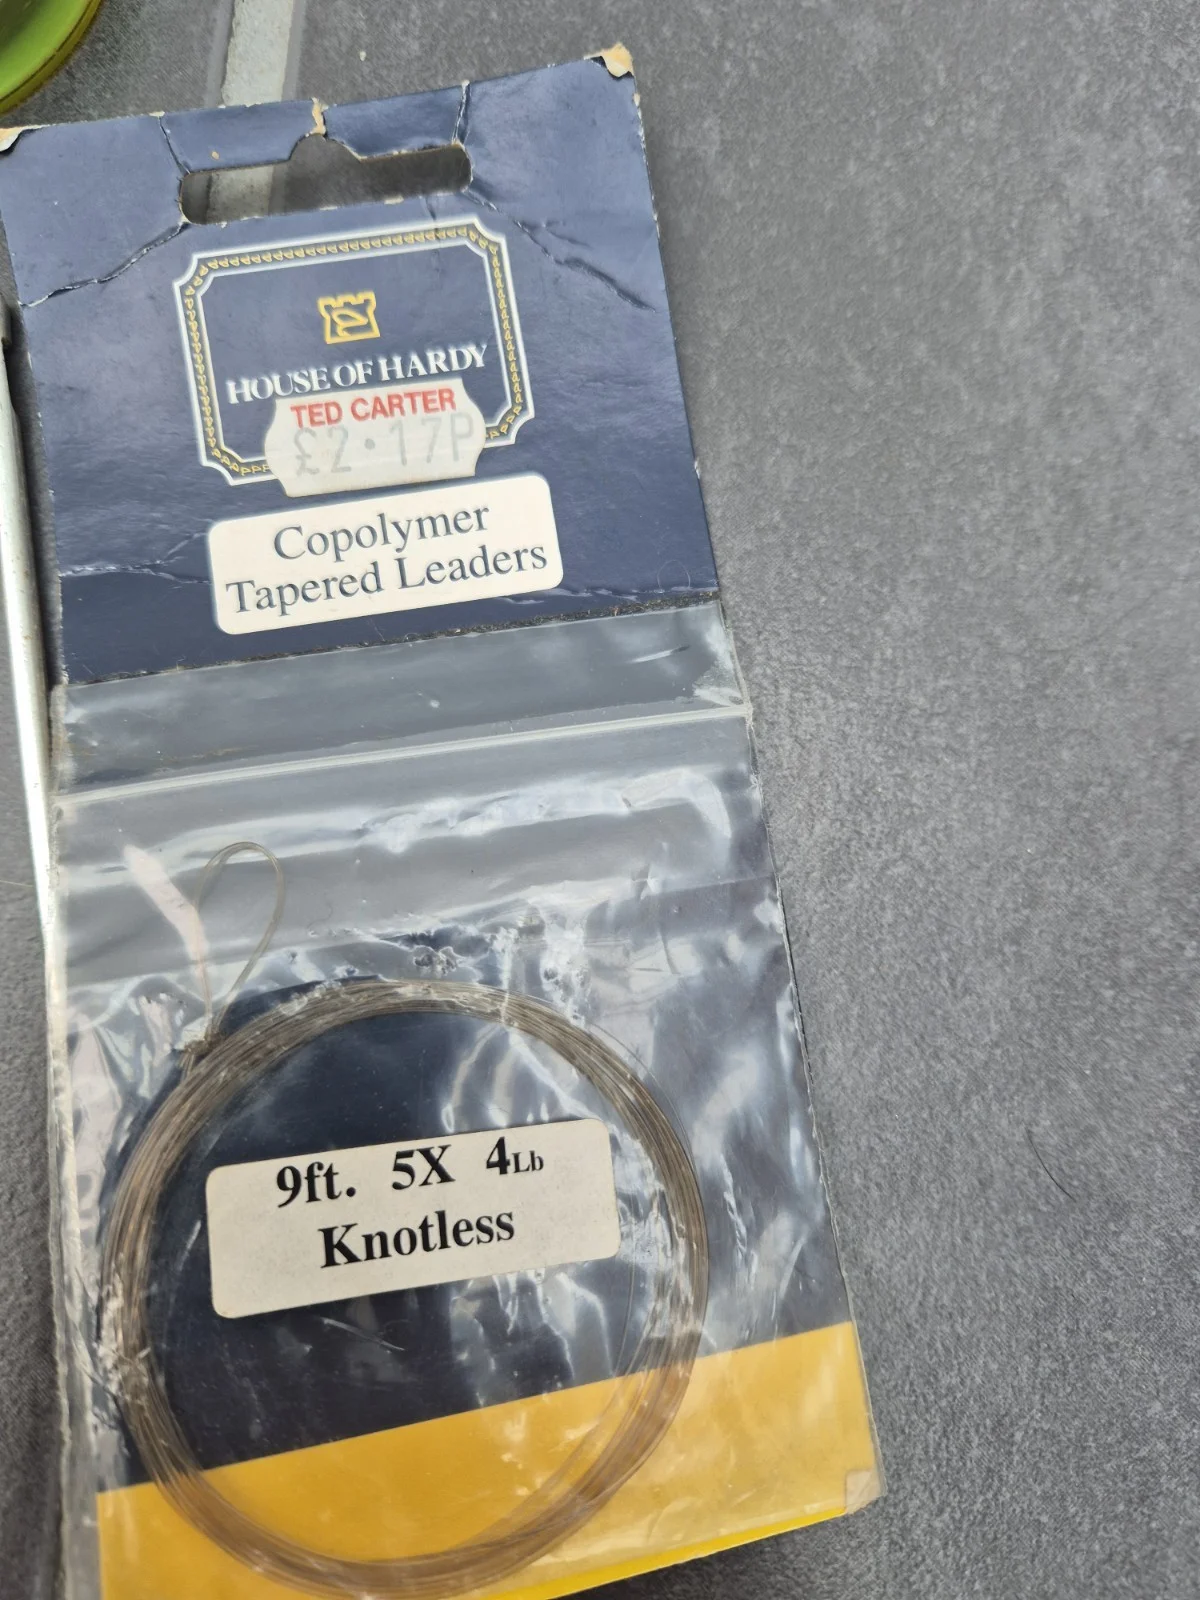 HOUSE OF HARDY
TED CARTER
£2.17P
Copolymer
Tapered Leaders
9ft. 5X 4Lb
Knotless